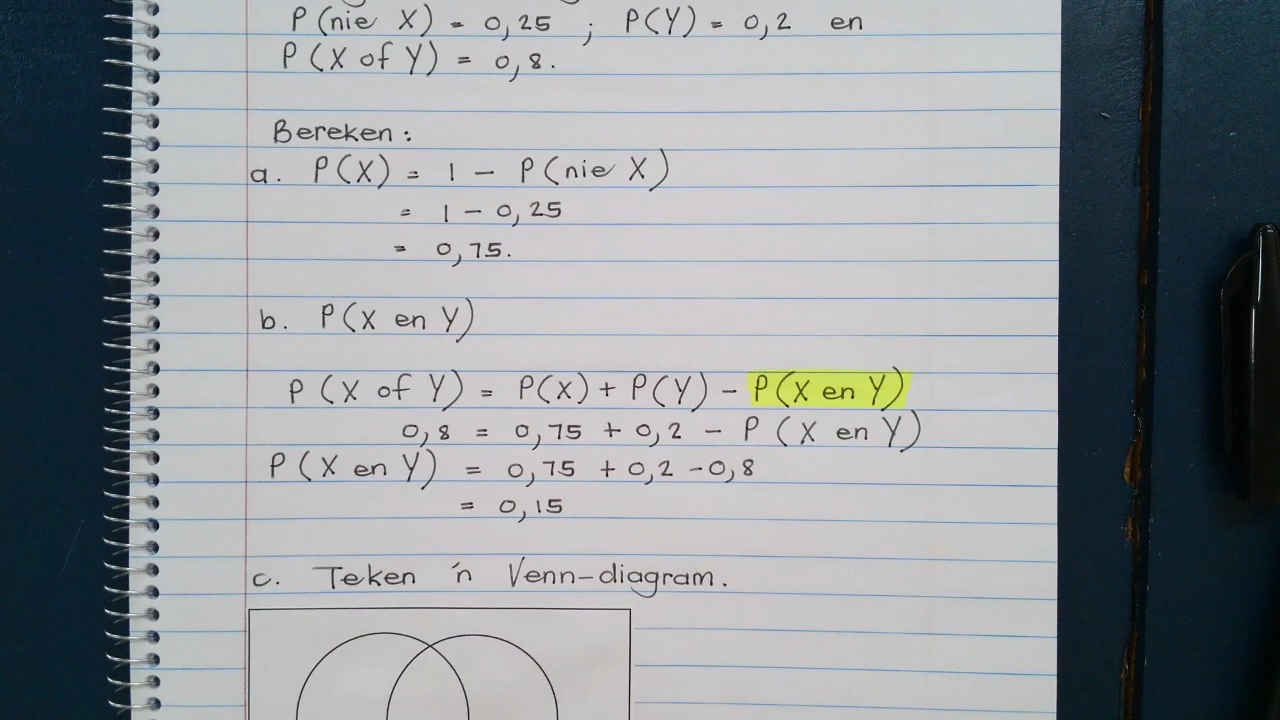 P(nie X) = 0,25 ; P(Y) = 0,2 en
P(X of Y) = 0,8.
Bereken:
a. P(X) = 1 - P(nie X)
= 1 - 0,25
= 0,75.
b. P(X en Y)
P(X of Y) = P(X) + P(Y) - P(X en Y)
0,8 = 0,75 + 0,2 - P(X en Y)
P(X en Y) = 0,75 + 0,2 - 0,8
= 0,15
c. Teken 'n Venn-diagram.